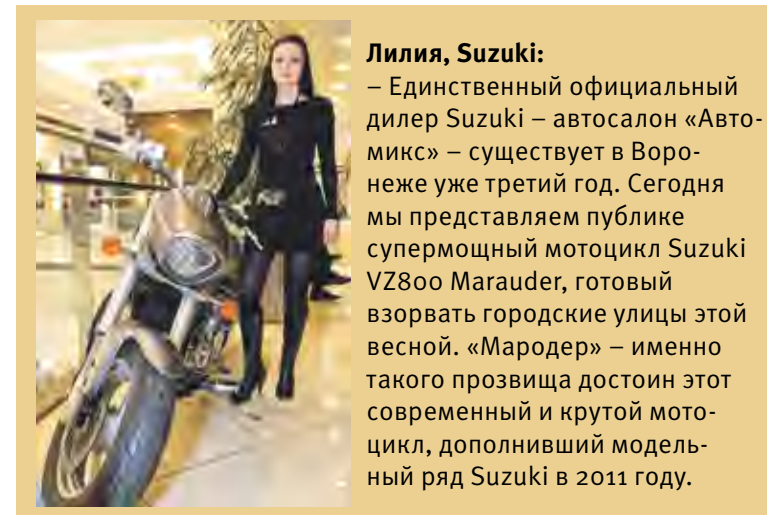 Лилия, Suzuki:
– Единственный официальный
дилер Suzuki – автосалон «Авто-
микс» – существует в Воро-
неже уже третий год. Сегодня
мы представляем публике
супермощный мотоцикл Suzuki
VZ800 Marauder, готовый
взорвать городские улицы этой
весной. «Мародер» – именно
такого прозвища достоин этот
современный и крутой мото-
цикл, дополнивший модель-
ный ряд Suzuki в 2011 году.